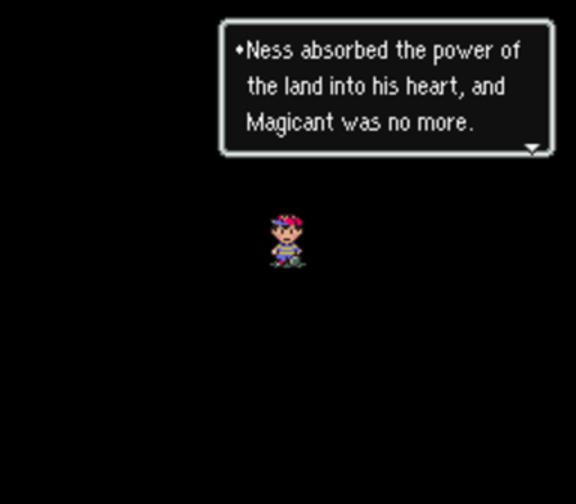 •Ness absorbed the power of
the land into his heart, and
Magicant was no more.